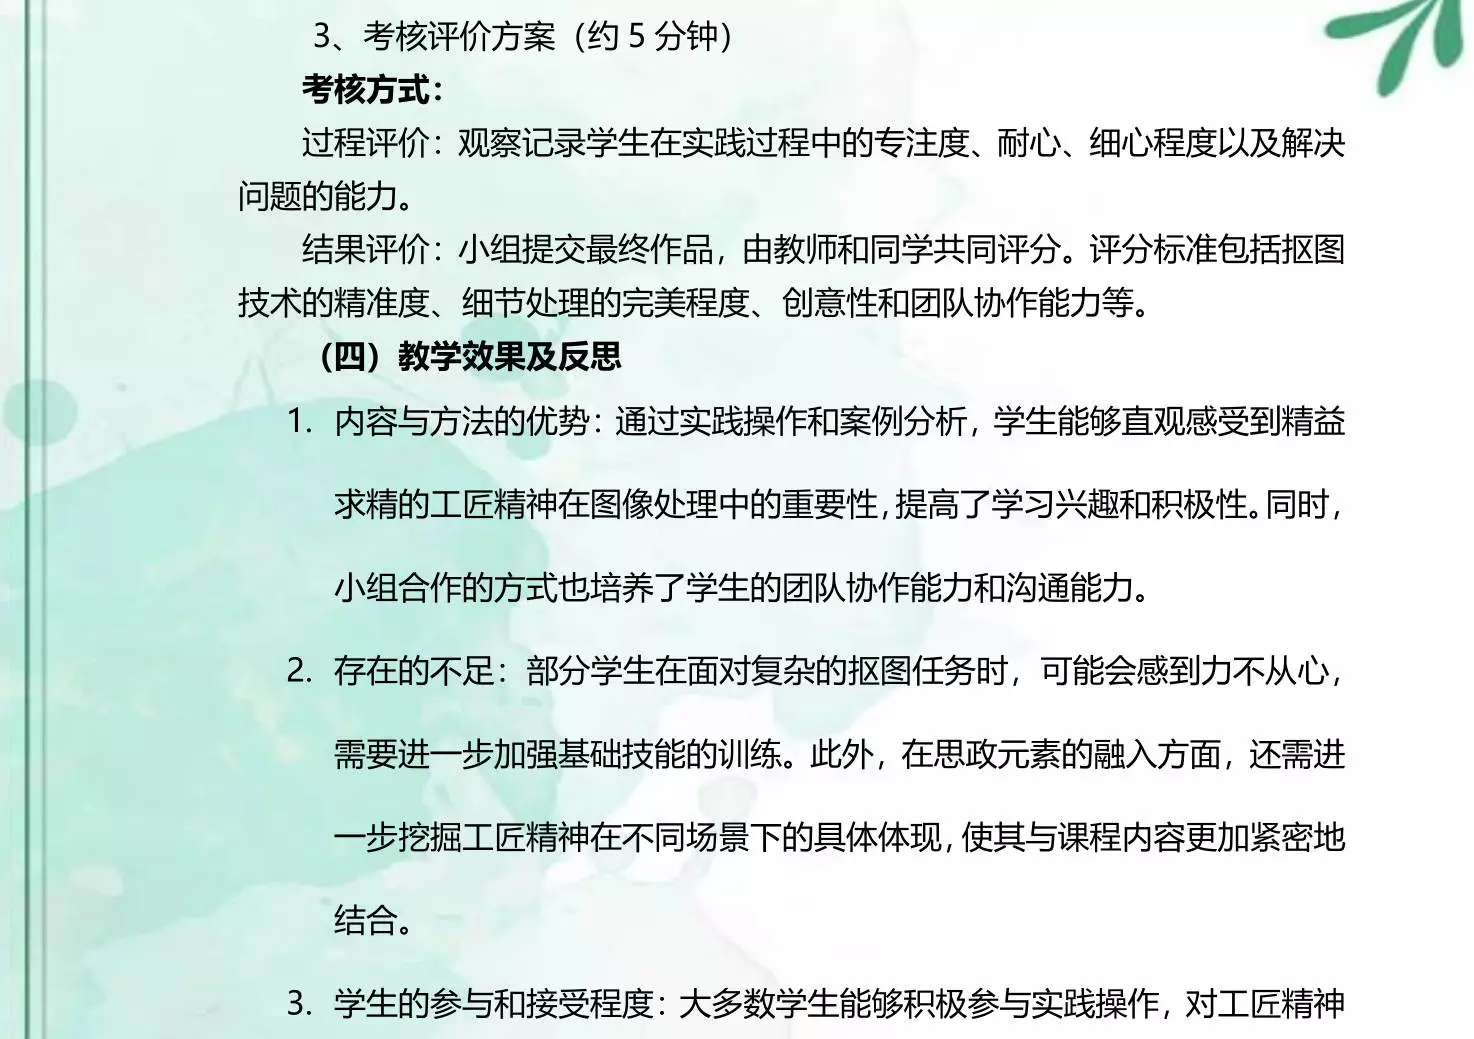 3、考核评价方案（约 5 分钟）
考核方式：
过程评价：观察记录学生在实践过程中的专注度、耐心、细心程度以及解决
问题的能力。
结果评价：小组提交最终作品，由教师和同学共同评分。评分标准包括抠图
技术的精准度、细节处理的完美程度、创意性和团队协作能力等。
（四）教学效果及反思
1. 内容与方法的优势：通过实践操作和案例分析，学生能够直观感受到精益
求精的工匠精神在图像处理中的重要性，提高了学习兴趣和积极性。同时，
小组合作的方式也培养了学生的团队协作能力和沟通能力。
2. 存在的不足：部分学生在面对复杂的抠图任务时，可能会感到力不从心，
需要进一步加强基础技能的训练。此外，在思政元素的融入方面，还需进
一步挖掘工匠精神在不同场景下的具体体现，使其与课程内容更加紧密地
结合。
3. 学生的参与和接受程度：大多数学生能够积极参与实践操作，对工匠精神